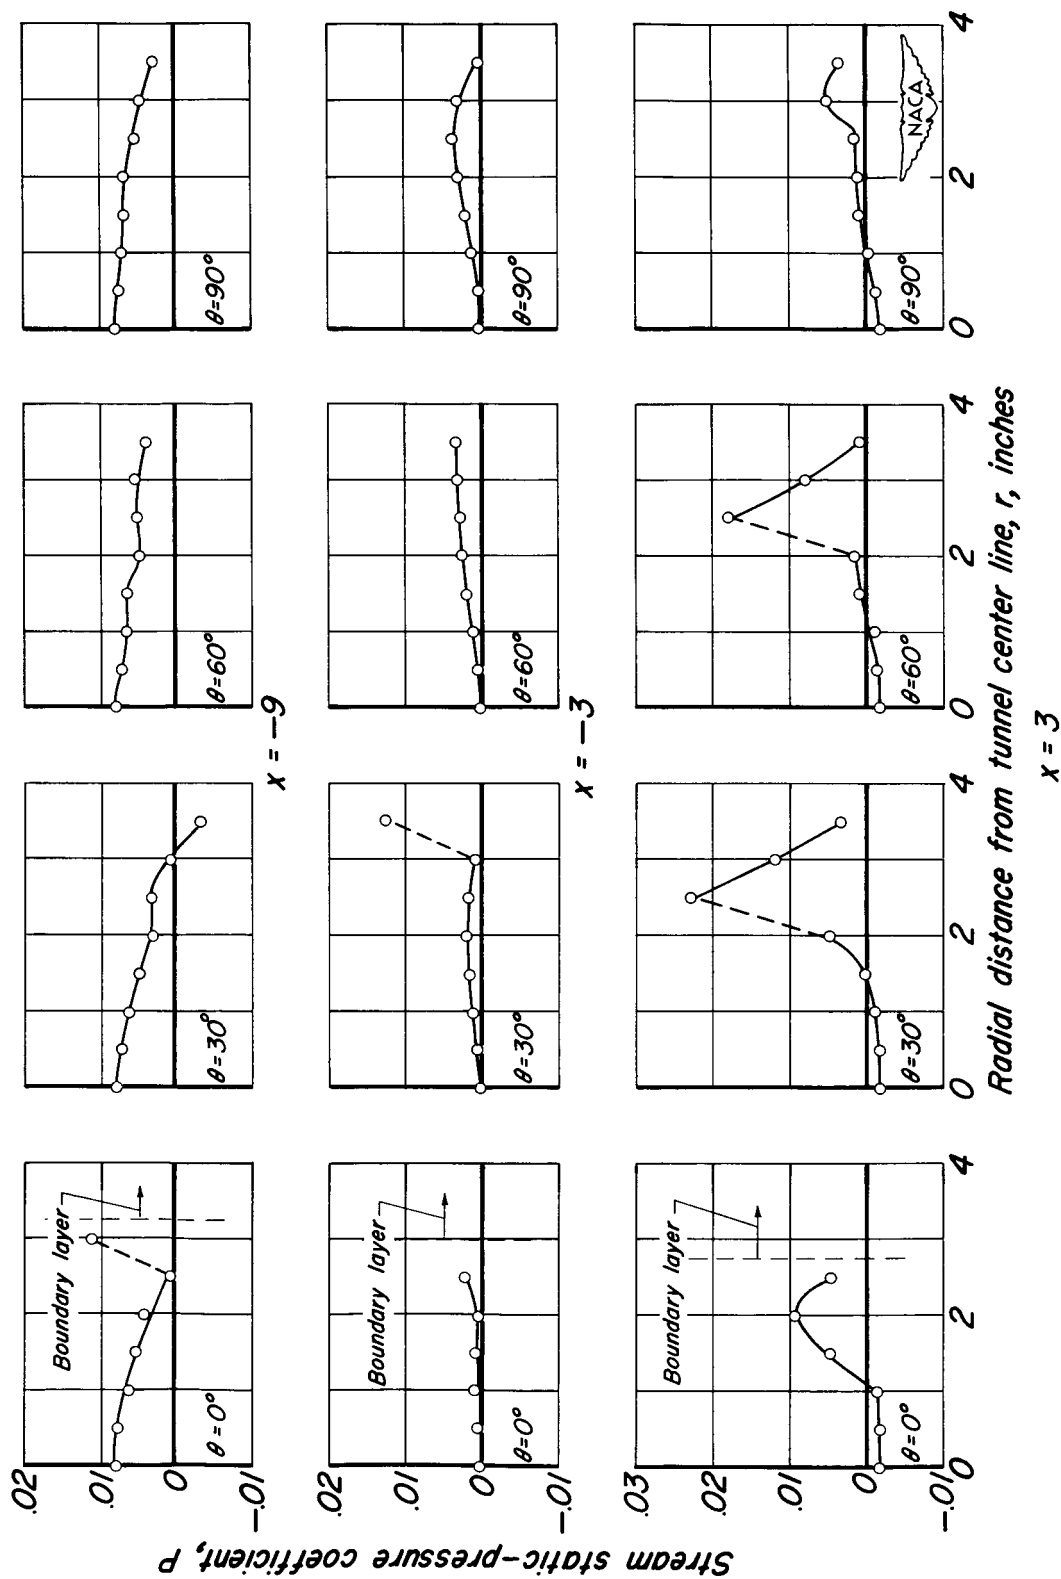 Stream static-pressure coefficient, P
.02
.01
0
-.01
Boundary layer
θ=0°
θ=30°
θ=60°
θ=90°
x = -9
.02
.01
0
-.01
Boundary layer
θ=0°
θ=30°
θ=60°
θ=90°
x = -3
.03
.02
.01
0
-.01
Boundary layer
θ=0°
θ=30°
θ=60°
θ=90°
NACA
0 2 4
0 2 4
0 2 4
0 2 4
Radial distance from tunnel center line, r, inches
x = 3